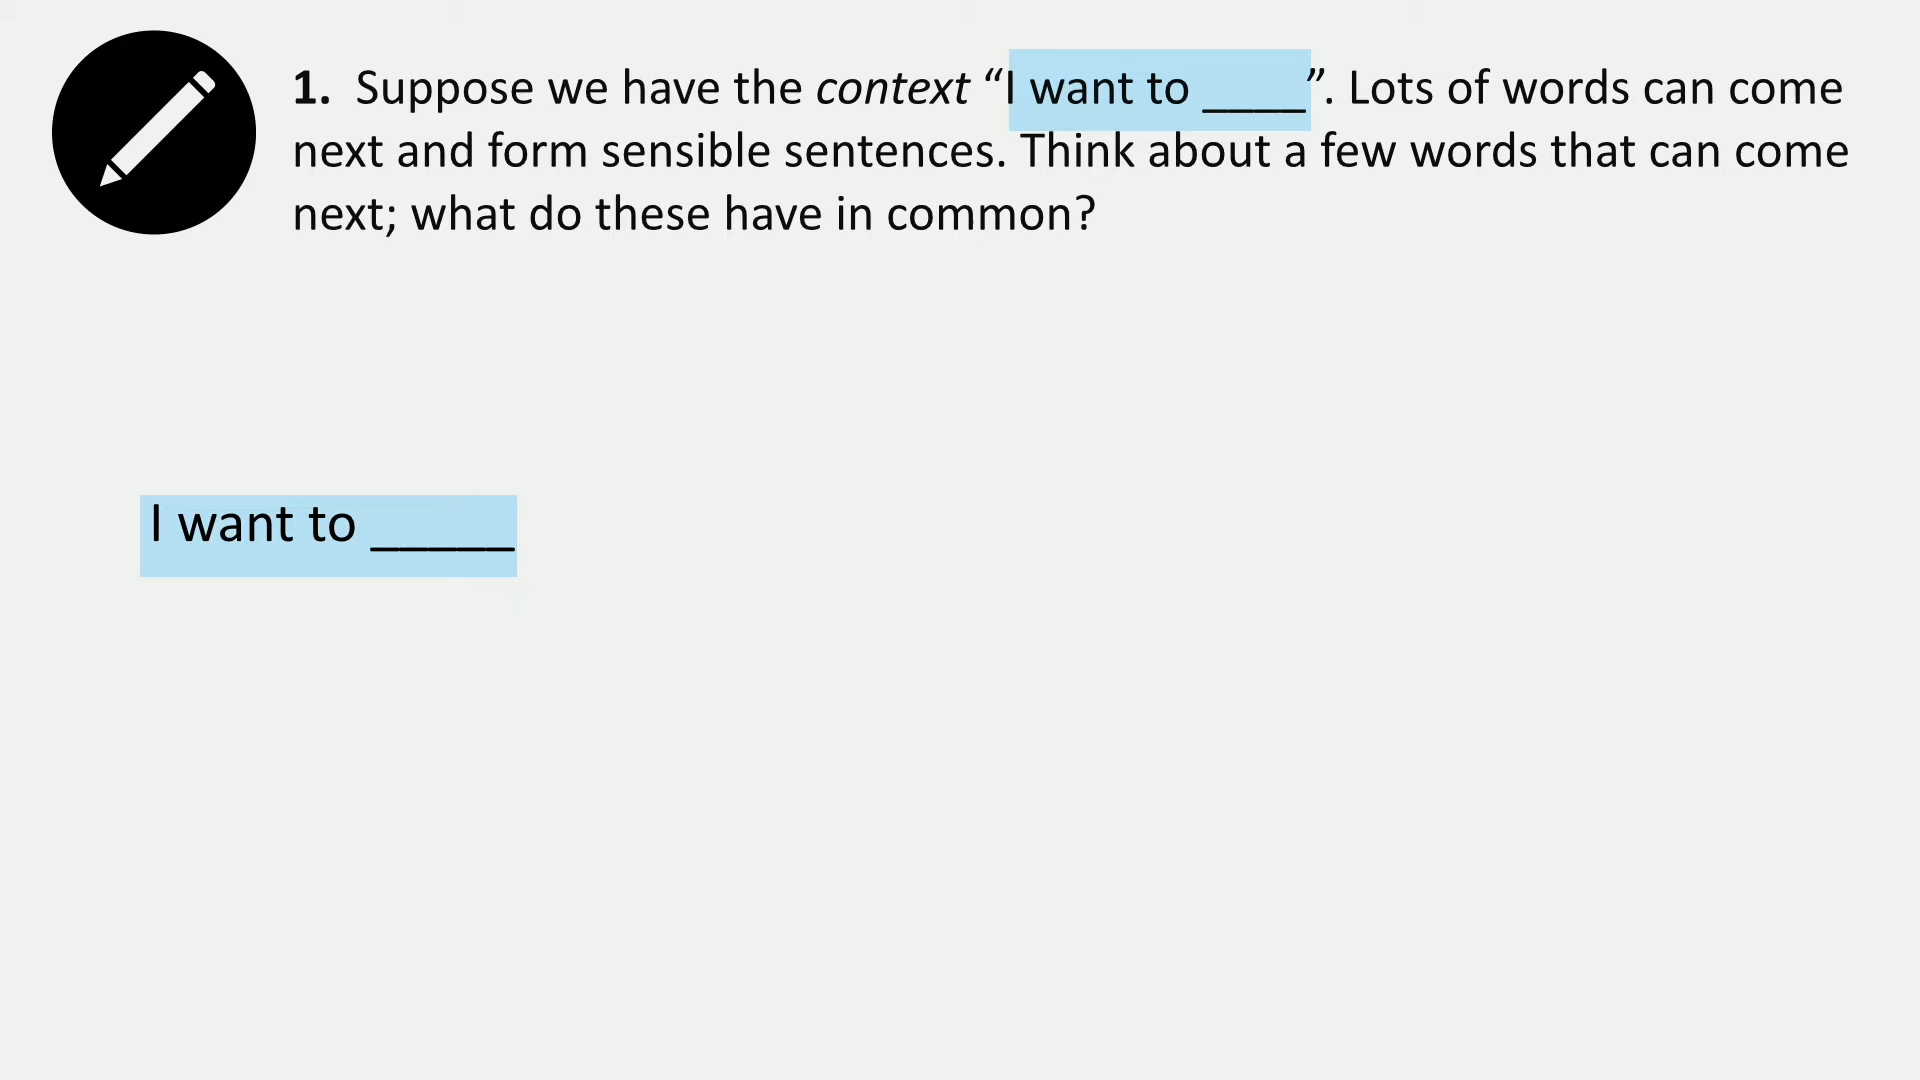 1. Suppose we have the context “I want to ____”. Lots of words can come
next and form sensible sentences. Think about a few words that can come
next; what do these have in common?
I want to _____